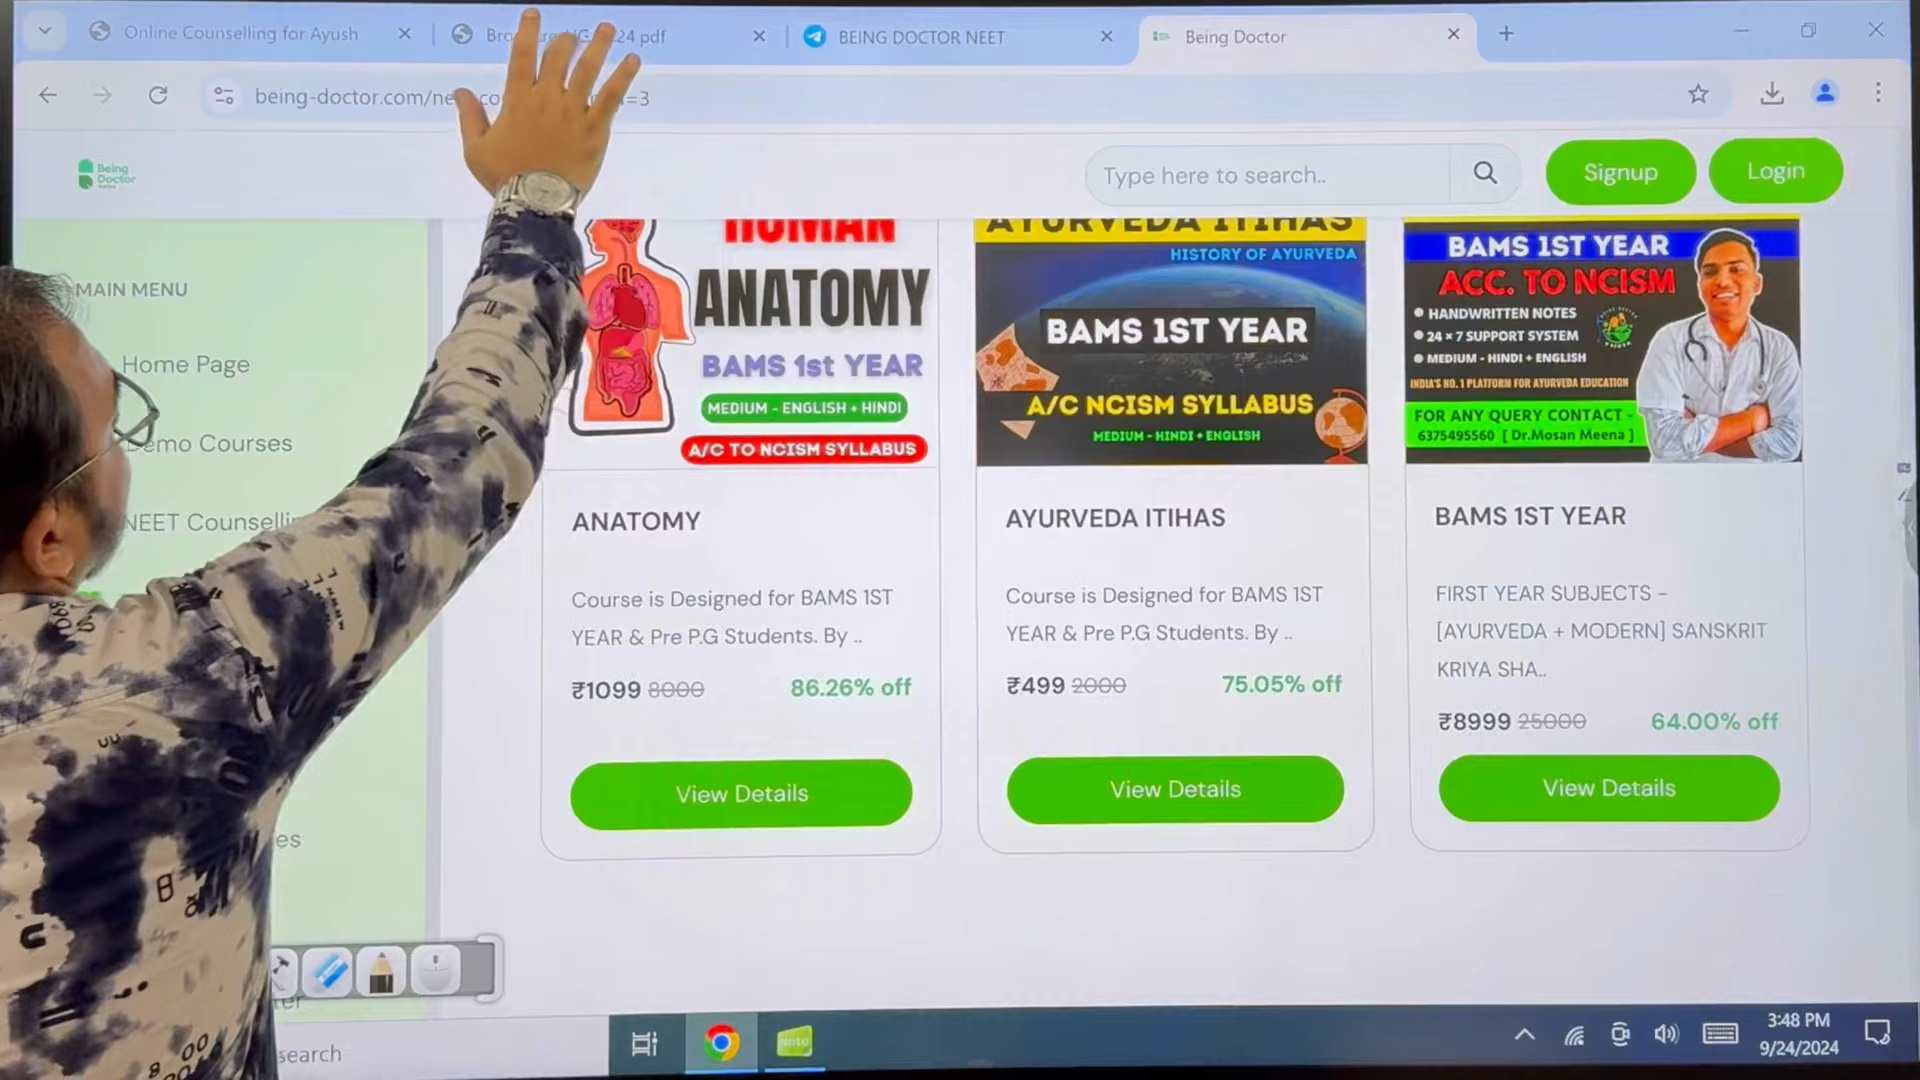 Online Counselling for Ayush
24 pdf
BEING DOCTOR NEET
Being Doctor
being-doctor.com/ne
=3
Being
Doctor
Type here to search..
Signup
Login
MAIN MENU
Home Page
Demo Courses
NEET Counselli
es
search
HUMAN
ANATOMY
BAMS 1st YEAR
MEDIUM - ENGLISH + HINDI
A/C TO NCISM SYLLABUS
ANATOMY
Course is Designed for BAMS 1ST
YEAR & Pre P.G Students. By ..
₹1099 8000 86.26% off
View Details
AYURVEDA ITIHAS
HISTORY OF AYURVEDA
BAMS 1ST YEAR
A/C NCISM SYLLABUS
MEDIUM - HINDI + ENGLISH
AYURVEDA ITIHAS
Course is Designed for BAMS 1ST
YEAR & Pre P.G Students. By ..
₹499 2000 75.05% off
View Details
BAMS 1ST YEAR
ACC. TO NCISM
HANDWRITTEN NOTES
24 × 7 SUPPORT SYSTEM
MEDIUM - HINDI + ENGLISH
INDIA'S NO. 1 PLATFORM FOR AYURVEDA EDUCATION
FOR ANY QUERY CONTACT -
6375495560 [ Dr.Mosan Meena ]
BAMS 1ST YEAR
FIRST YEAR SUBJECTS -
[AYURVEDA + MODERN] SANSKRIT
KRIYA SHA..
₹8999 25000 64.00% off
View Details
3:48 PM
9/24/2024